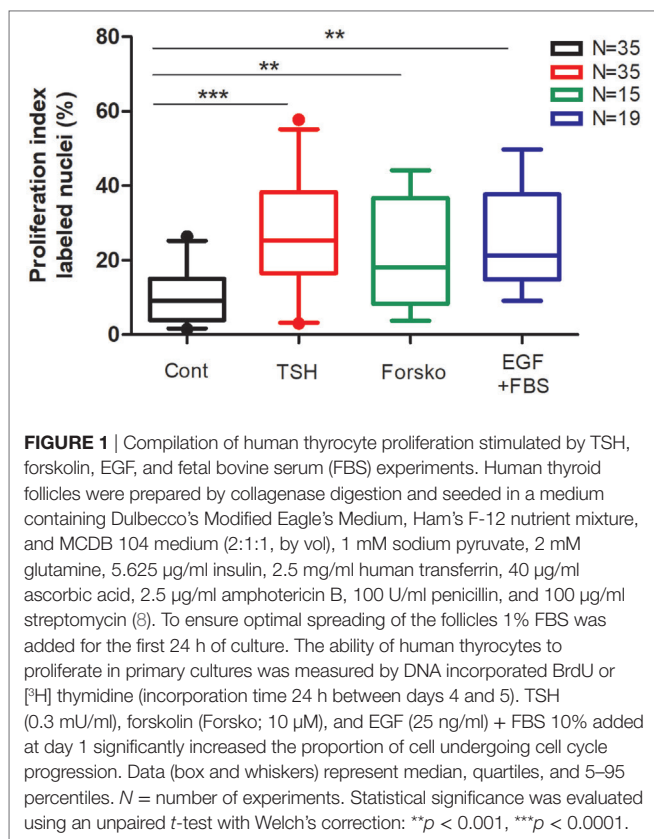 80
60
40
20
0
Proliferation index
labeled nuclei (%)
**
**
***
N=35
N=35
N=15
N=19
Cont
TSH
Forsko
EGF
+FBS
FIGURE 1 | Compilation of human thyrocyte proliferation stimulated by TSH,
forskolin, EGF, and fetal bovine serum (FBS) experiments. Human thyroid
follicles were prepared by collagenase digestion and seeded in a medium
containing Dulbecco's Modified Eagle's Medium, Ham's F-12 nutrient mixture,
and MCDB 104 medium (2:1:1, by vol), 1 mM sodium pyruvate, 2 mM
glutamine, 5.625 µg/ml insulin, 2.5 mg/ml human transferrin, 40 µg/ml
ascorbic acid, 2.5 µg/ml amphotericin B, 100 U/ml penicillin, and 100 µg/ml
streptomycin (8). To ensure optimal spreading of the follicles 1% FBS was
added for the first 24 h of culture. The ability of human thyrocytes to
proliferate in primary cultures was measured by DNA incorporated BrdU or
[³H] thymidine (incorporation time 24 h between days 4 and 5). TSH
(0.3 mU/ml), forskolin (Forsko; 10 µM), and EGF (25 ng/ml) + FBS 10% added
at day 1 significantly increased the proportion of cell undergoing cell cycle
progression. Data (box and whiskers) represent median, quartiles, and 5–95
percentiles. N = number of experiments. Statistical significance was evaluated
using an unpaired t-test with Welch's correction: **p < 0.001, ***p < 0.0001.